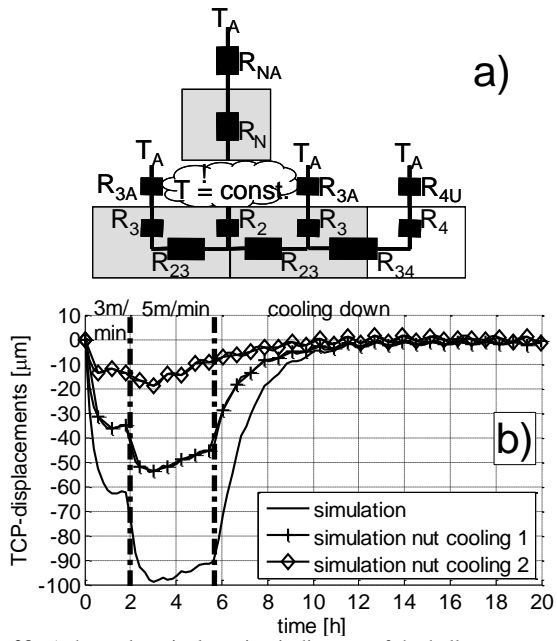 T_A
a)
R_NA
R_N
T_A
!
T_A
T_A
R_3A
T = const.
R_3A
R_4U
R_3
R_2
R_3
R_4
R_23
R_23
R_34
3m/
min
5m/min
cooling down
b)
TCP-displacements [μm]
10
0
-10
-20
-30
-40
-50
-60
-70
-80
-90
-100
simulation
simulation nut cooling 1
simulation nut cooling 2
0 2 4 6 8 10 12 14 16 18 20
time [h]